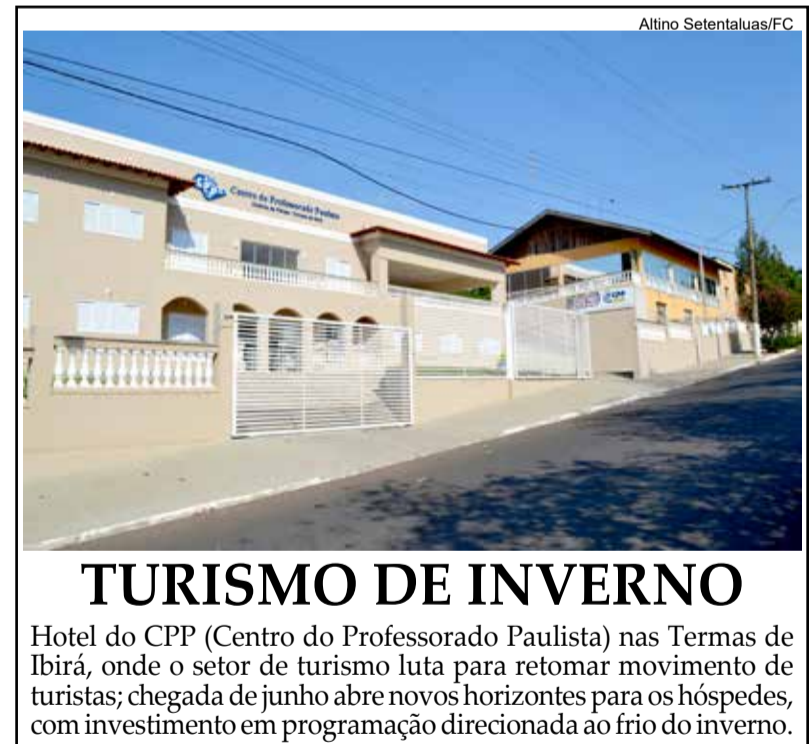 Altino Setentaluas/FC
Centro do Professorado Paulista
CPP
TURISMO DE INVERNO
Hotel do CPP (Centro do Professorado Paulista) nas Termas de
Ibirá, onde o setor de turismo luta para retomar movimento de
turistas; chegada de junho abre novos horizontes para os hóspedes,
com investimento em programação direcionada ao frio do inverno.